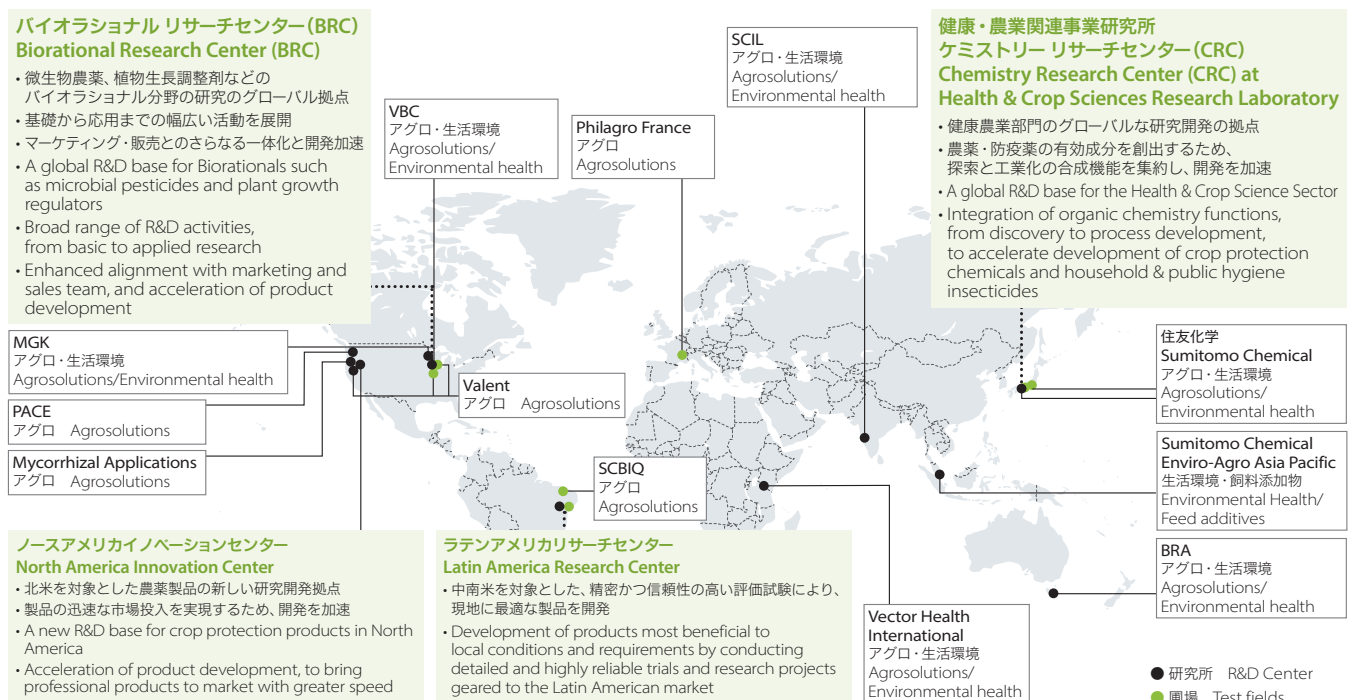 バイオラショナル リサーチセンター（BRC）
Biorational Research Center (BRC)
・微生物農薬、植物生長調整剤などの
バイオラショナル分野の研究のグローバル拠点
・基礎から応用までの幅広い活動を展開
・マーケティング・販売とのさらなる一体化と開発加速
・A global R&D base for Biorationals such
as microbial pesticides and plant growth
regulators
・Broad range of R&D activities,
from basic to applied research
・Enhanced alignment with marketing and
sales team, and acceleration of product
development
VBC
アグロ・生活環境
Agrosolutions/
Environmental health
Philagro France
アグロ
Agrosolutions
SCIL
アグロ・生活環境
Agrosolutions/
Environmental health
健康・農業関連事業研究所
ケミストリー リサーチセンター（CRC）
Chemistry Research Center (CRC) at
Health & Crop Sciences Research Laboratory
・健康農業部門のグローバルな研究開発の拠点
・農薬・防疫薬の有効成分を創出するため、
探索と工業化の合成機能を集約し、開発を加速
・A global R&D base for the Health & Crop Science Sector
・Integration of organic chemistry functions,
from discovery to process development,
to accelerate development of crop protection
chemicals and household & public hygiene
insecticides
MGK
アグロ・生活環境
Agrosolutions/Environmental health
PACE
アグロ Agrosolutions
Mycorrhizal Applications
アグロ Agrosolutions
Valent
アグロ Agrosolutions
SCBIQ
アグロ
Agrosolutions
住友化学
Sumitomo Chemical
アグロ・生活環境
Agrosolutions/
Environmental health
Sumitomo Chemical
Enviro-Agro Asia Pacific
生活環境・飼料添加物
Environmental Health/
Feed additives
BRA
アグロ・生活環境
Agrosolutions/
Environmental health
ノースアメリカイノベーションセンター
North America Innovation Center
・北米を対象とした農薬製品の新しい研究開発拠点
・製品の迅速な市場投入を実現するため、開発を加速
・A new R&D base for crop protection products in North
America
・Acceleration of product development, to bring
professional products to market with greater speed
ラテンアメリカリサーチセンター
Latin America Research Center
・中南米を対象とした、精密かつ信頼性の高い評価試験により、
現地に最適な製品を開発
・Development of products most beneficial to
local conditions and requirements by conducting
detailed and highly reliable trials and research projects
geared to the Latin American market
Vector Health
International
アグロ・生活環境
Agrosolutions/
Environmental health
研究所 R&D Center
圃場 Test fields